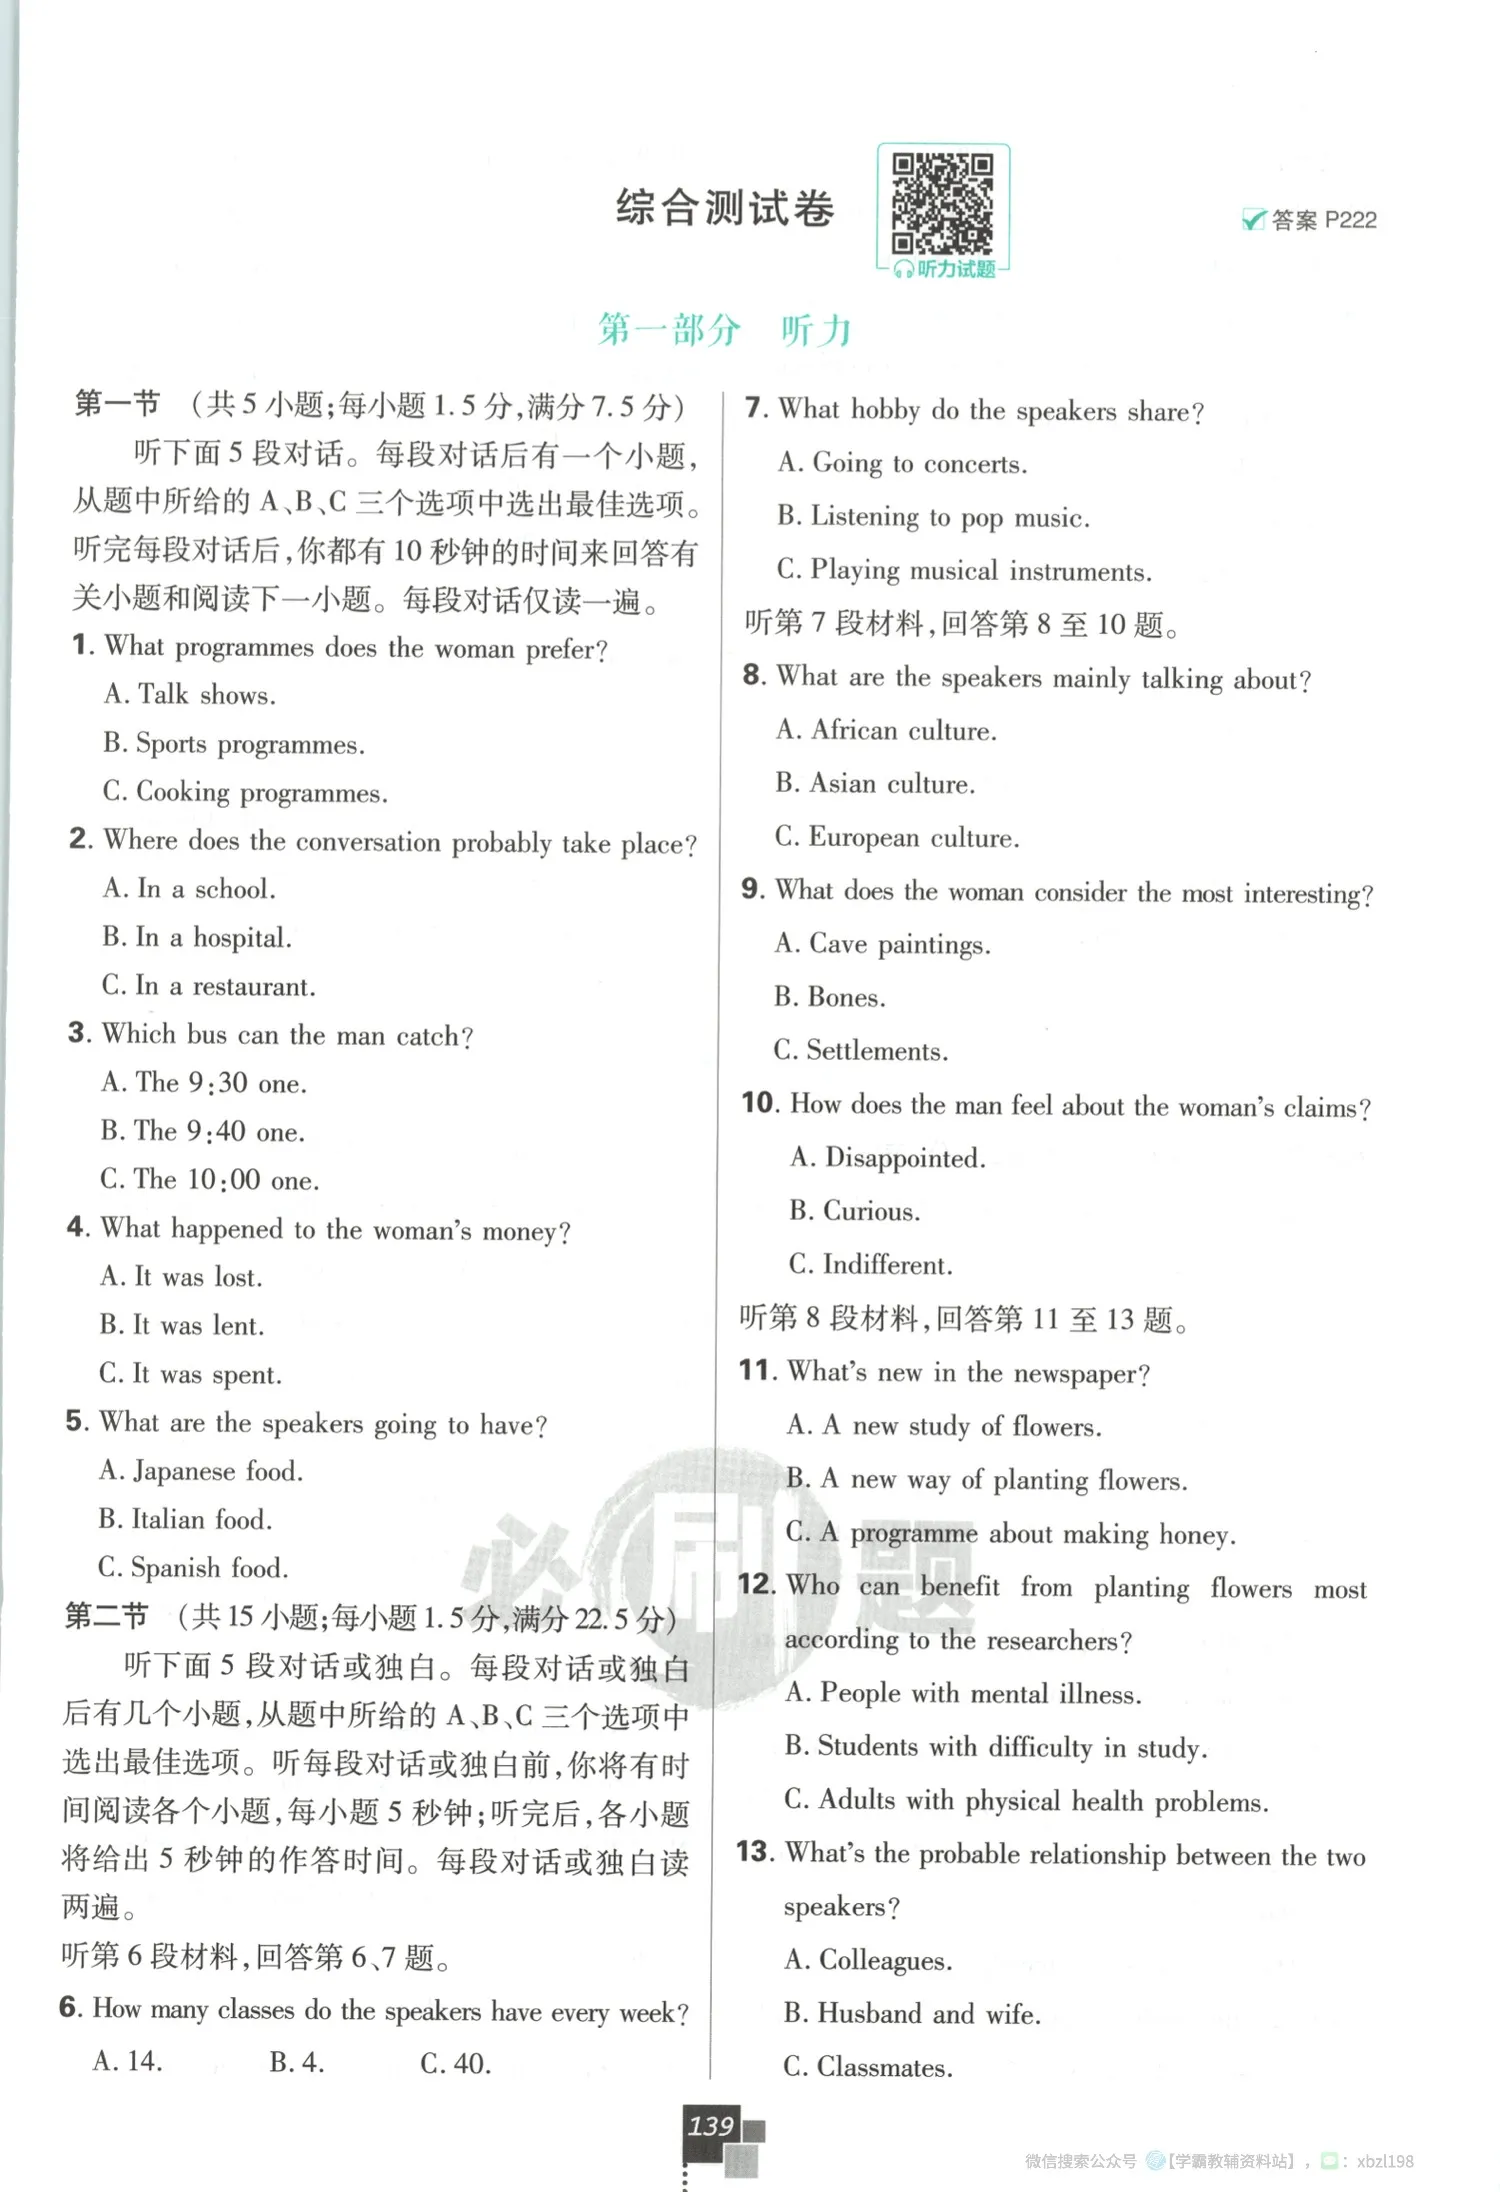 综合测试卷
听力试题
答案 P222
第一部分 听力
第一节 (共 5 小题;每小题 1. 5 分,满分 7. 5 分)
听下面 5 段对话。每段对话后有一个小题,
从题中所给的 A、B、C 三个选项中选出最佳选项。
听完每段对话后,你都有 10 秒钟的时间来回答有
关小题和阅读下一小题。每段对话仅读一遍。
1. What programmes does the woman prefer?
A. Talk shows.
B. Sports programmes.
C. Cooking programmes.
2. Where does the conversation probably take place?
A. In a school.
B. In a hospital.
C. In a restaurant.
3. Which bus can the man catch?
A. The 9:30 one.
B. The 9:40 one.
C. The 10:00 one.
4. What happened to the woman's money?
A. It was lost.
B. It was lent.
C. It was spent.
5. What are the speakers going to have?
A. Japanese food.
B. Italian food.
C. Spanish food.
第二节 (共 15 小题;每小题 1. 5 分,满分 22. 5 分)
听下面 5 段对话或独白。每段对话或独白
后有几个小题,从题中所给的 A、B、C 三个选项中
选出最佳选项。听每段对话或独白前,你将有时
间阅读各个小题,每小题 5 秒钟;听完后,各小题
将给出 5 秒钟的作答时间。每段对话或独白读
两遍。
听第 6 段材料,回答第 6、7 题。
6. How many classes do the speakers have every week?
A. 14. B. 4. C. 40.
7. What hobby do the speakers share?
A. Going to concerts.
B. Listening to pop music.
C. Playing musical instruments.
听第 7 段材料,回答第 8 至 10 题。
8. What are the speakers mainly talking about?
A. African culture.
B. Asian culture.
C. European culture.
9. What does the woman consider the most interesting?
A. Cave paintings.
B. Bones.
C. Settlements.
10. How does the man feel about the woman's claims?
A. Disappointed.
B. Curious.
C. Indifferent.
听第 8 段材料,回答第 11 至 13 题。
11. What's new in the newspaper?
A. A new study of flowers.
B. A new way of planting flowers.
C. A programme about making honey.
12. Who can benefit from planting flowers most
according to the researchers?
A. People with mental illness.
B. Students with difficulty in study.
C. Adults with physical health problems.
13. What's the probable relationship between the two
speakers?
A. Colleagues.
B. Husband and wife.
C. Classmates.
必刷题
139
微信搜索公众号 【学霸教辅资料站】, : xbzl198